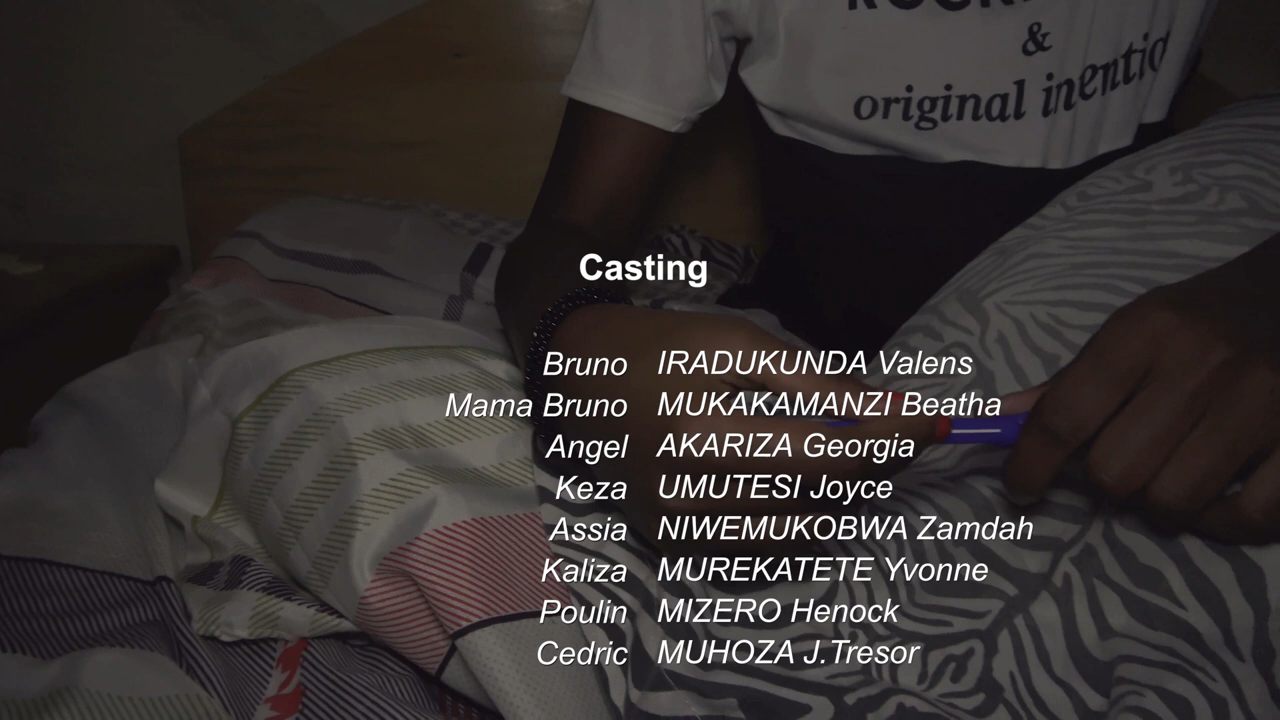 &
original inentio
Casting
Bruno IRADUKUNDA Valens
Mama Bruno MUKAKAMANZI Beatha
Angel AKARIZA Georgia
Keza UMUTESI Joyce
Assia NIWEMUKOBWA Zamdah
Kaliza MUREKATETE Yvonne
Poulin MIZERO Henock
Cedric MUHOZA J.Tresor